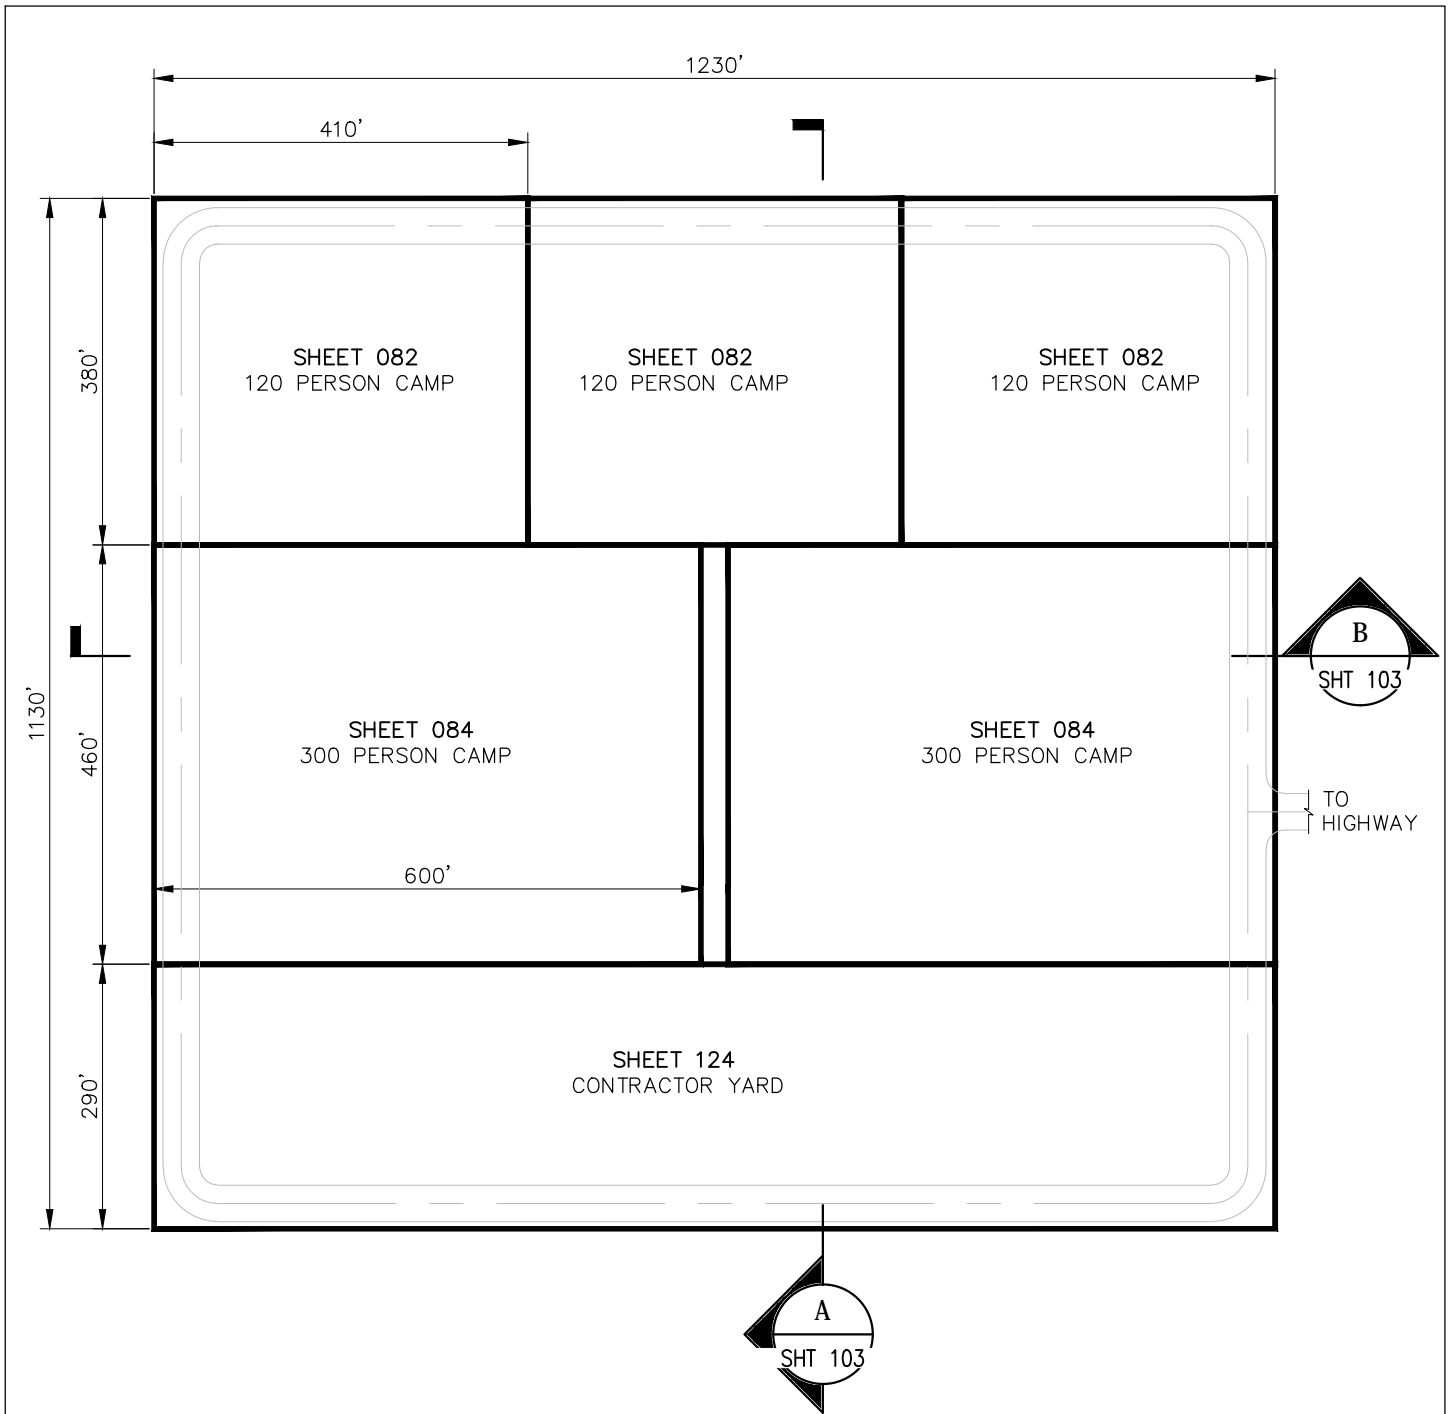 1230'
410'
380'
SHEET 082
120 PERSON CAMP
SHEET 082
120 PERSON CAMP
SHEET 082
120 PERSON CAMP
1130'
460'
SHEET 084
300 PERSON CAMP
SHEET 084
300 PERSON CAMP
B
SHT 103
TO
HIGHWAY
600'
290'
SHEET 124
CONTRACTOR YARD
A
SHT 103